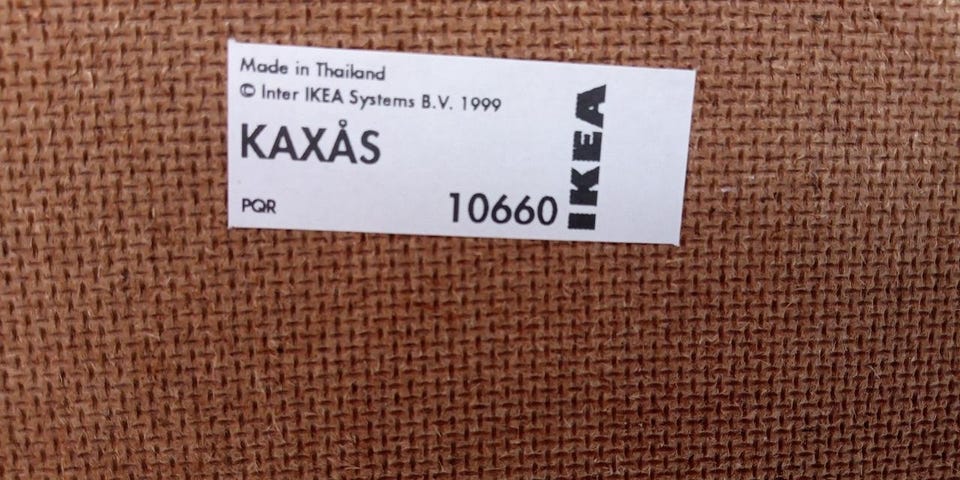 Made in Thailand
© Inter IKEA Systems B.V. 1999
KAXÅS
PQR
10660
IKEA